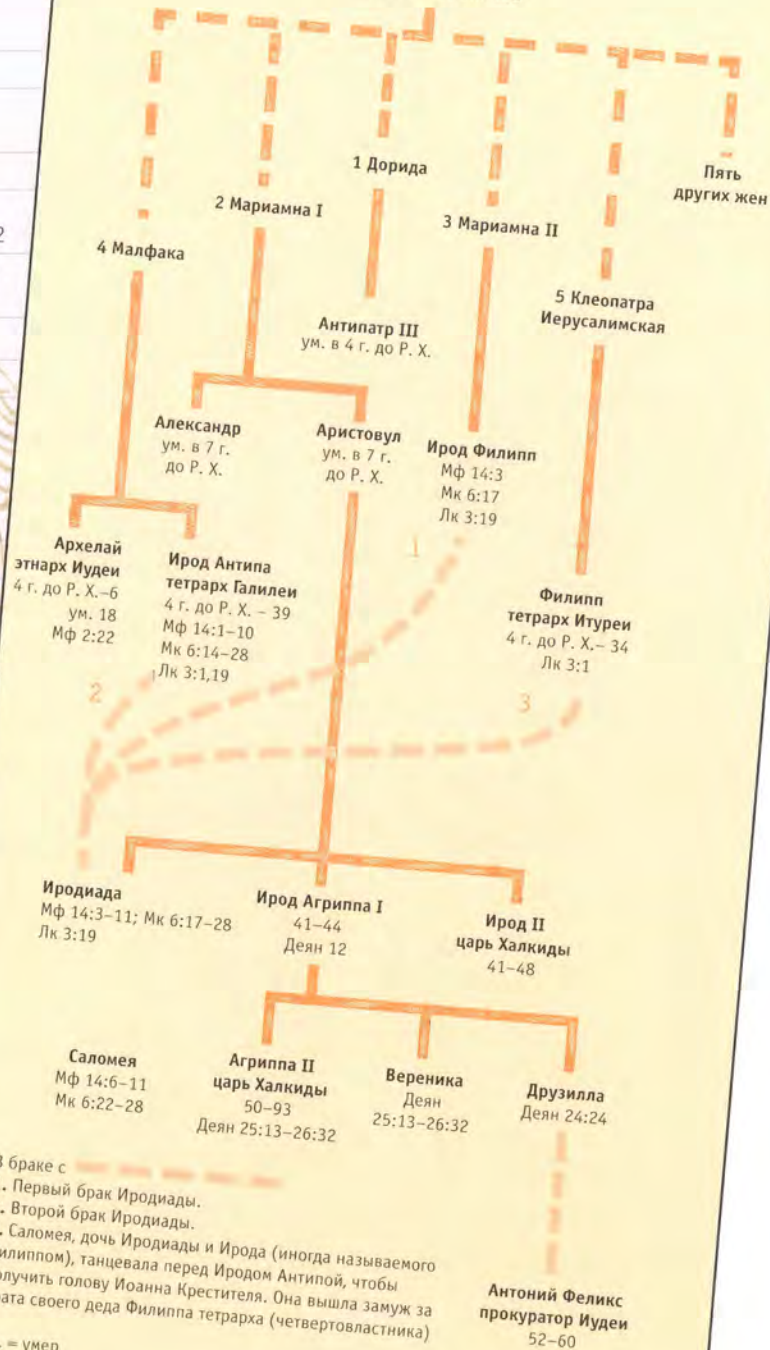 1 Дорида
Пять
других жен
2 Мариамна I
3 Мариамна II
4 Малфака
5 Клеопатра
Иерусалимская
Антипатр III
ум. в 4 г. до Р. Х.
Александр
ум. в 7 г.
до Р. Х.
Аристовул
ум. в 7 г.
до Р. Х.
Ирод Филипп
Мф 14:3
Мк 6:17
Лк 3:19
1
Архелай
этнарх Иудеи
4 г. до Р. Х.–6
ум. 18
Мф 2:22
Ирод Антипа
тетрарх Галилеи
4 г. до Р. Х. – 39
Мф 14:1–10
Мк 6:14–28
Лк 3:1,19
Филипп
тетрарх Итуреи
4 г. до Р. Х.– 34
Лк 3:1
2
3
Иродиада
Мф 14:3–11; Мк 6:17–28
Лк 3:19
Ирод Агриппа I
41–44
Деян 12
Ирод II
царь Халкиды
41–48
Саломея
Мф 14:6–11
Мк 6:22–28
Агриппа II
царь Халкиды
50–93
Деян 25:13–26:32
Вереника
Деян
25:13–26:32
Друзилла
Деян 24:24
В браке с
. Первый брак Иродиады.
. Второй брак Иродиады.
. Саломея, дочь Иродиады и Ирода (иногда называемого
илиппом), танцевала перед Иродом Антипой, чтобы
олучить голову Иоанна Крестителя. Она вышла замуж за
рата своего деда Филиппа тетрарха (четвертовластника)
. = умер
Антоний Феликс
прокуратор Иудеи
52–60